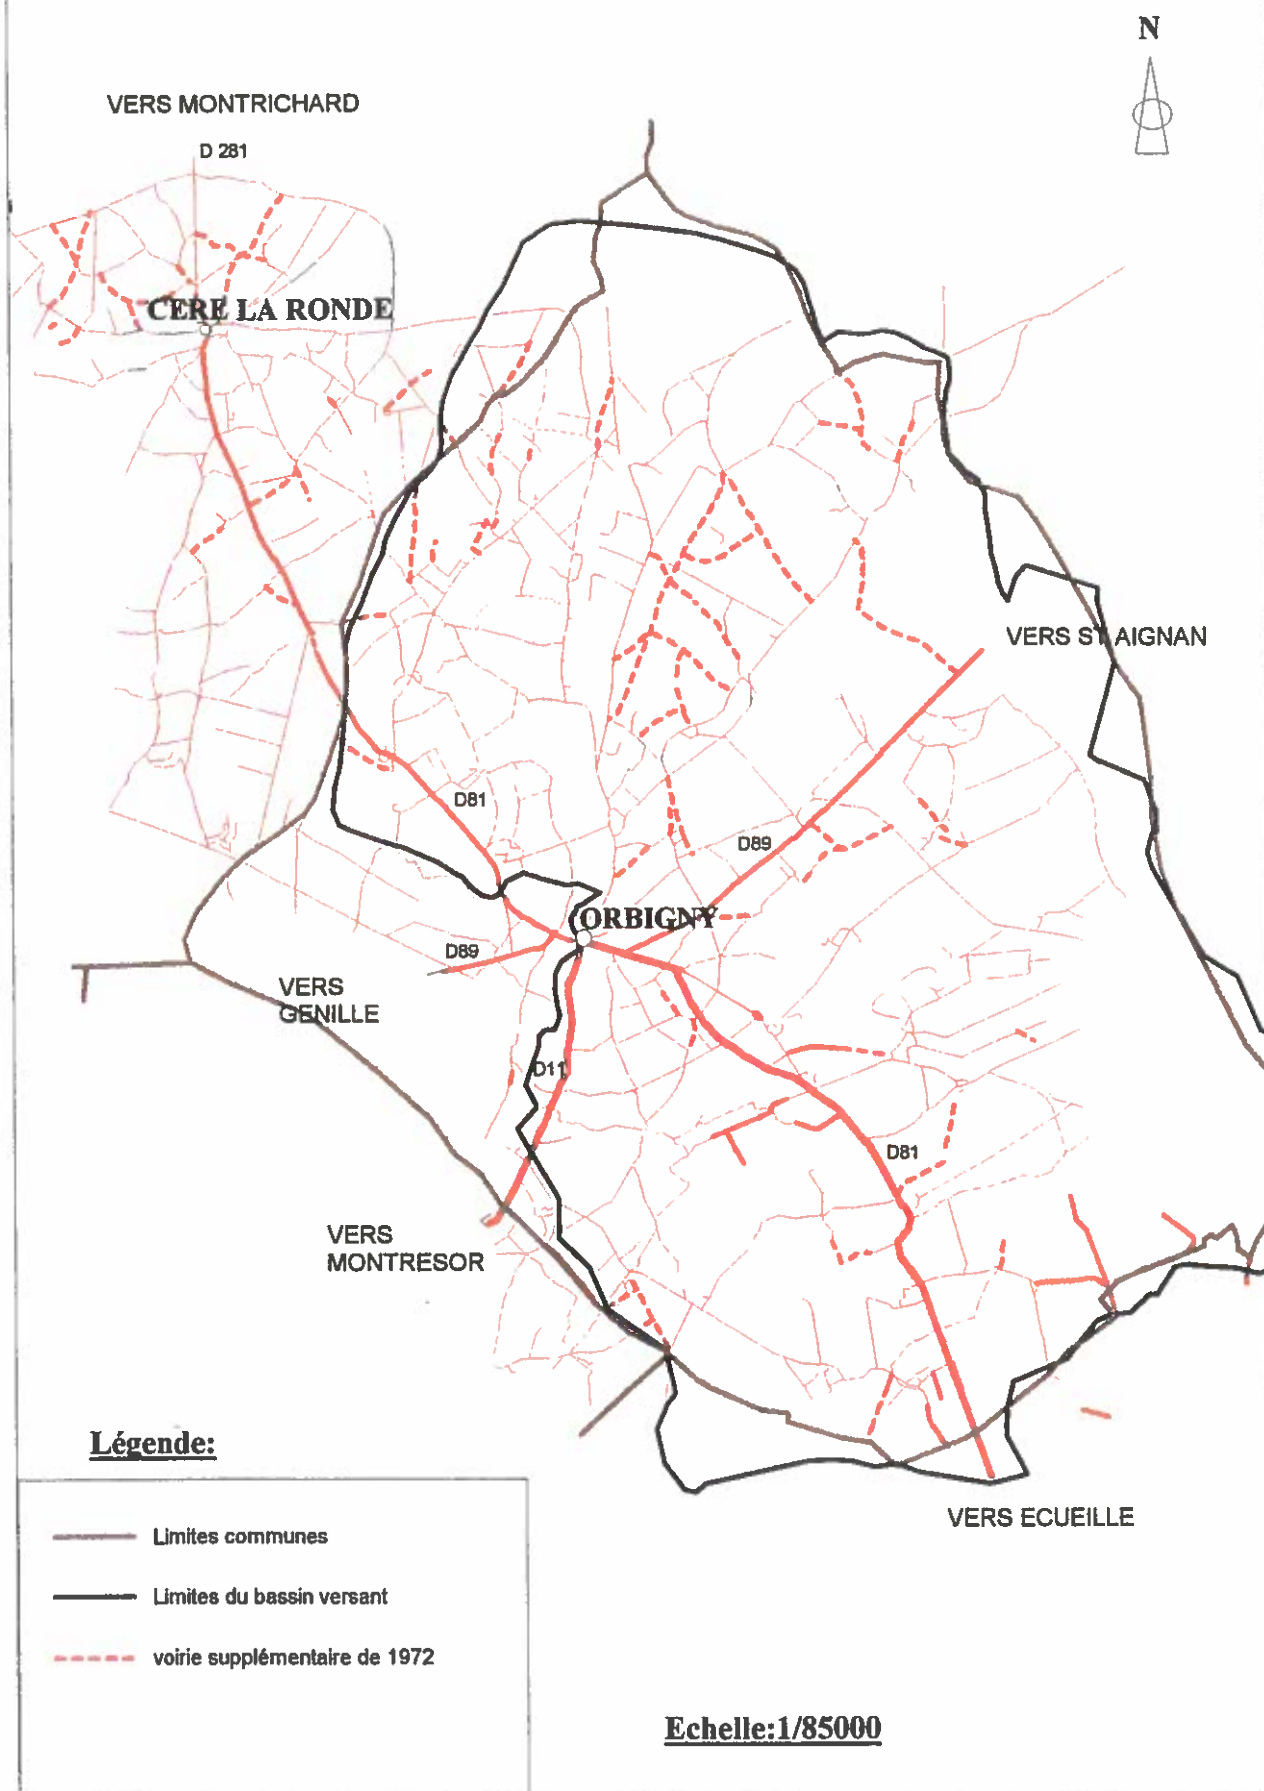 N
VERS MONTRICHARD
D 281
CERE LA RONDE
VERS ST AIGNAN
D81
D89
ORBIGNY
D89
VERS
GENILLE
D11
D81
VERS
MONTRESOR
Légende:
VERS ECUEILLE
Limites communes
Limites du bassin versant
voirie supplémentaire de 1972
Echelle:1/85000